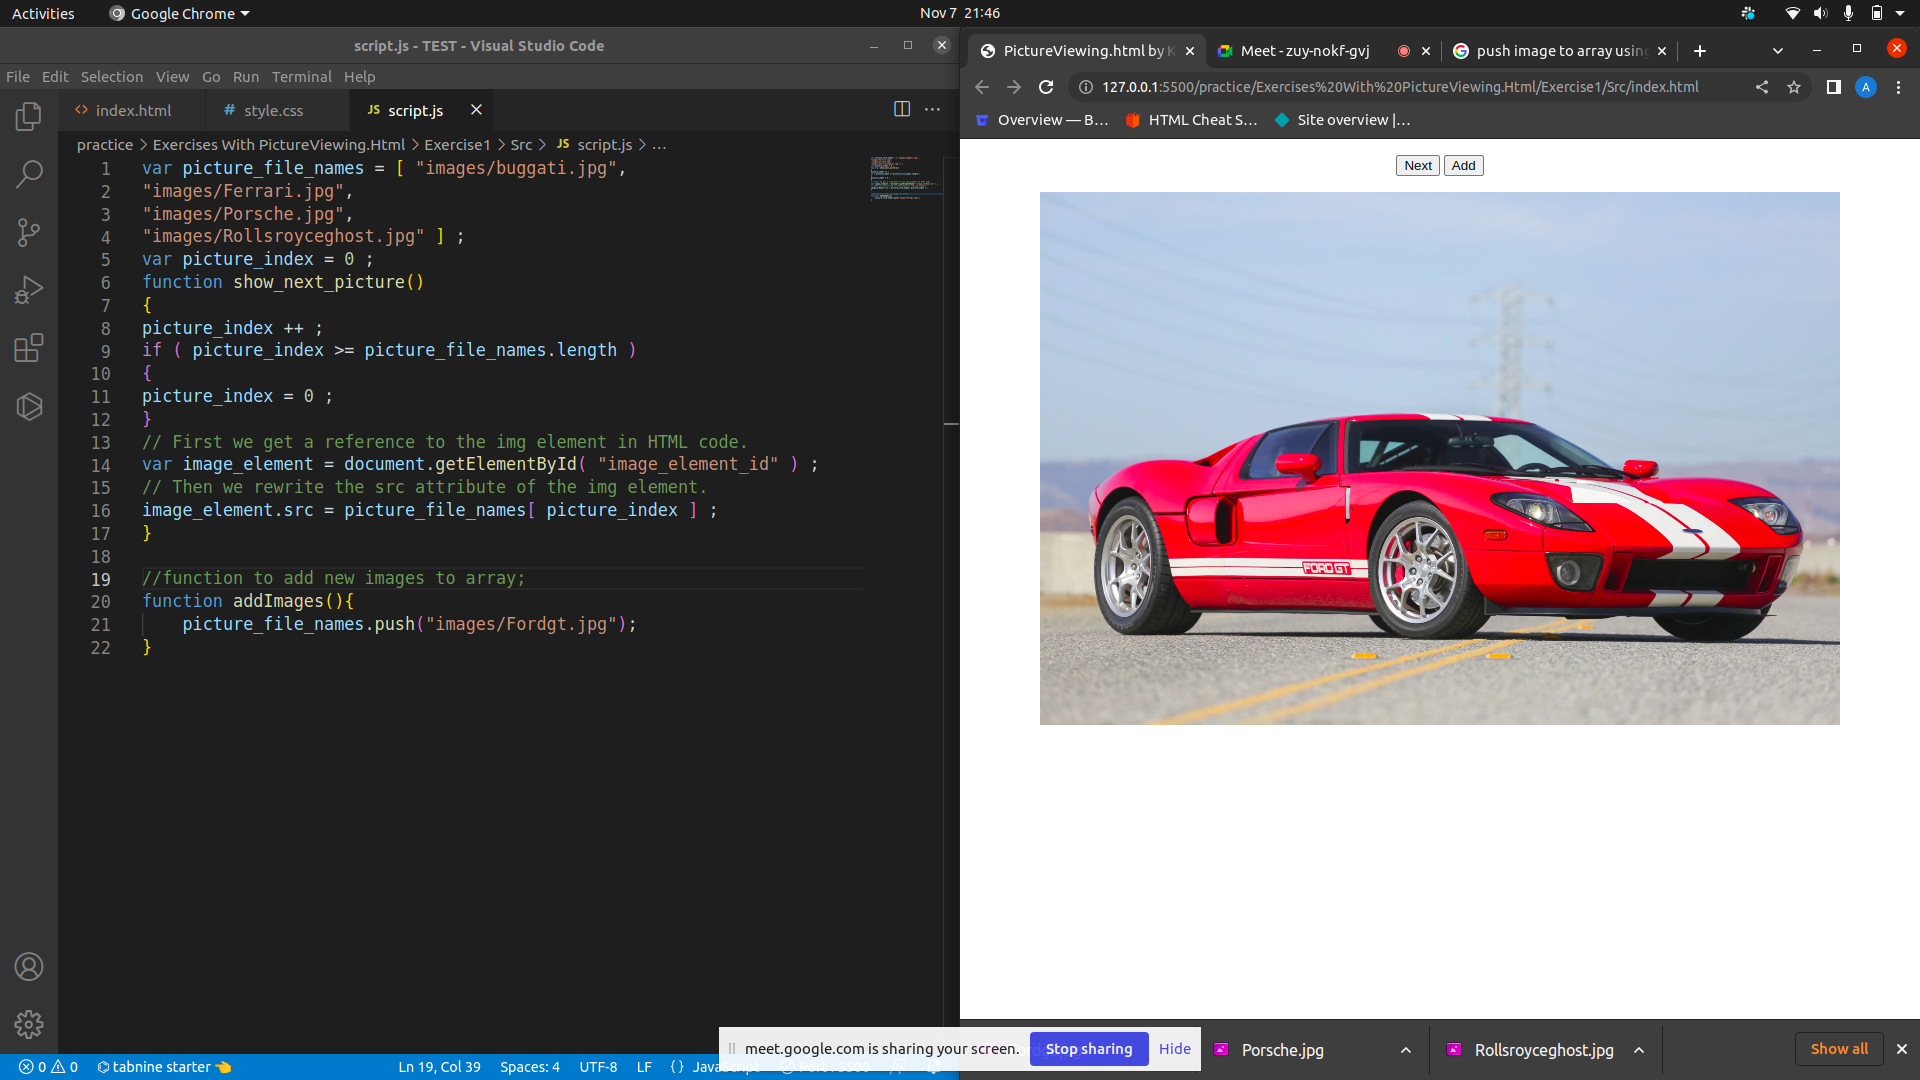 Activities Google Chrome Nov 7 21:46
script.js - TEST - Visual Studio Code
File Edit Selection View Go Run Terminal Help
<> index.html # style.css JS script.js
practice > Exercises With PictureViewing.Html > Exercise1 > Src > JS script.js > ...
1 var picture_file_names = [ "images/buggati.jpg",
2 "images/Ferrari.jpg",
3 "images/Porsche.jpg",
4 "images/Rollsroyceghost.jpg" ] ;
5 var picture_index = 0 ;
6 function show_next_picture()
7 {
8 picture_index ++ ;
9 if ( picture_index >= picture_file_names.length )
10 {
11 picture_index = 0 ;
12 }
13 // First we get a reference to the img element in HTML code.
14 var image_element = document.getElementById( "image_element_id" ) ;
15 // Then we rewrite the src attribute of the img element.
16 image_element.src = picture_file_names[ picture_index ] ;
17 }
18
19 //function to add new images to array;
20 function addImages(){
21 picture_file_names.push("images/Fordgt.jpg");
22 }
0 0 tabnine starter Ln 19, Col 39 Spaces: 4 UTF-8 LF {}
PictureViewing.html by K Meet - zuy-nokf-gvj push image to array using
127.0.0.1:5500/practice/Exercises%20With%20PictureViewing.Html/Exercise1/Src/index.html A
Overview — B... HTML Cheat S... Site overview |...
Next Add
FORD GT
meet.google.com is sharing your screen. Stop sharing Hide
Porsche.jpg Rollsroyceghost.jpg Show all